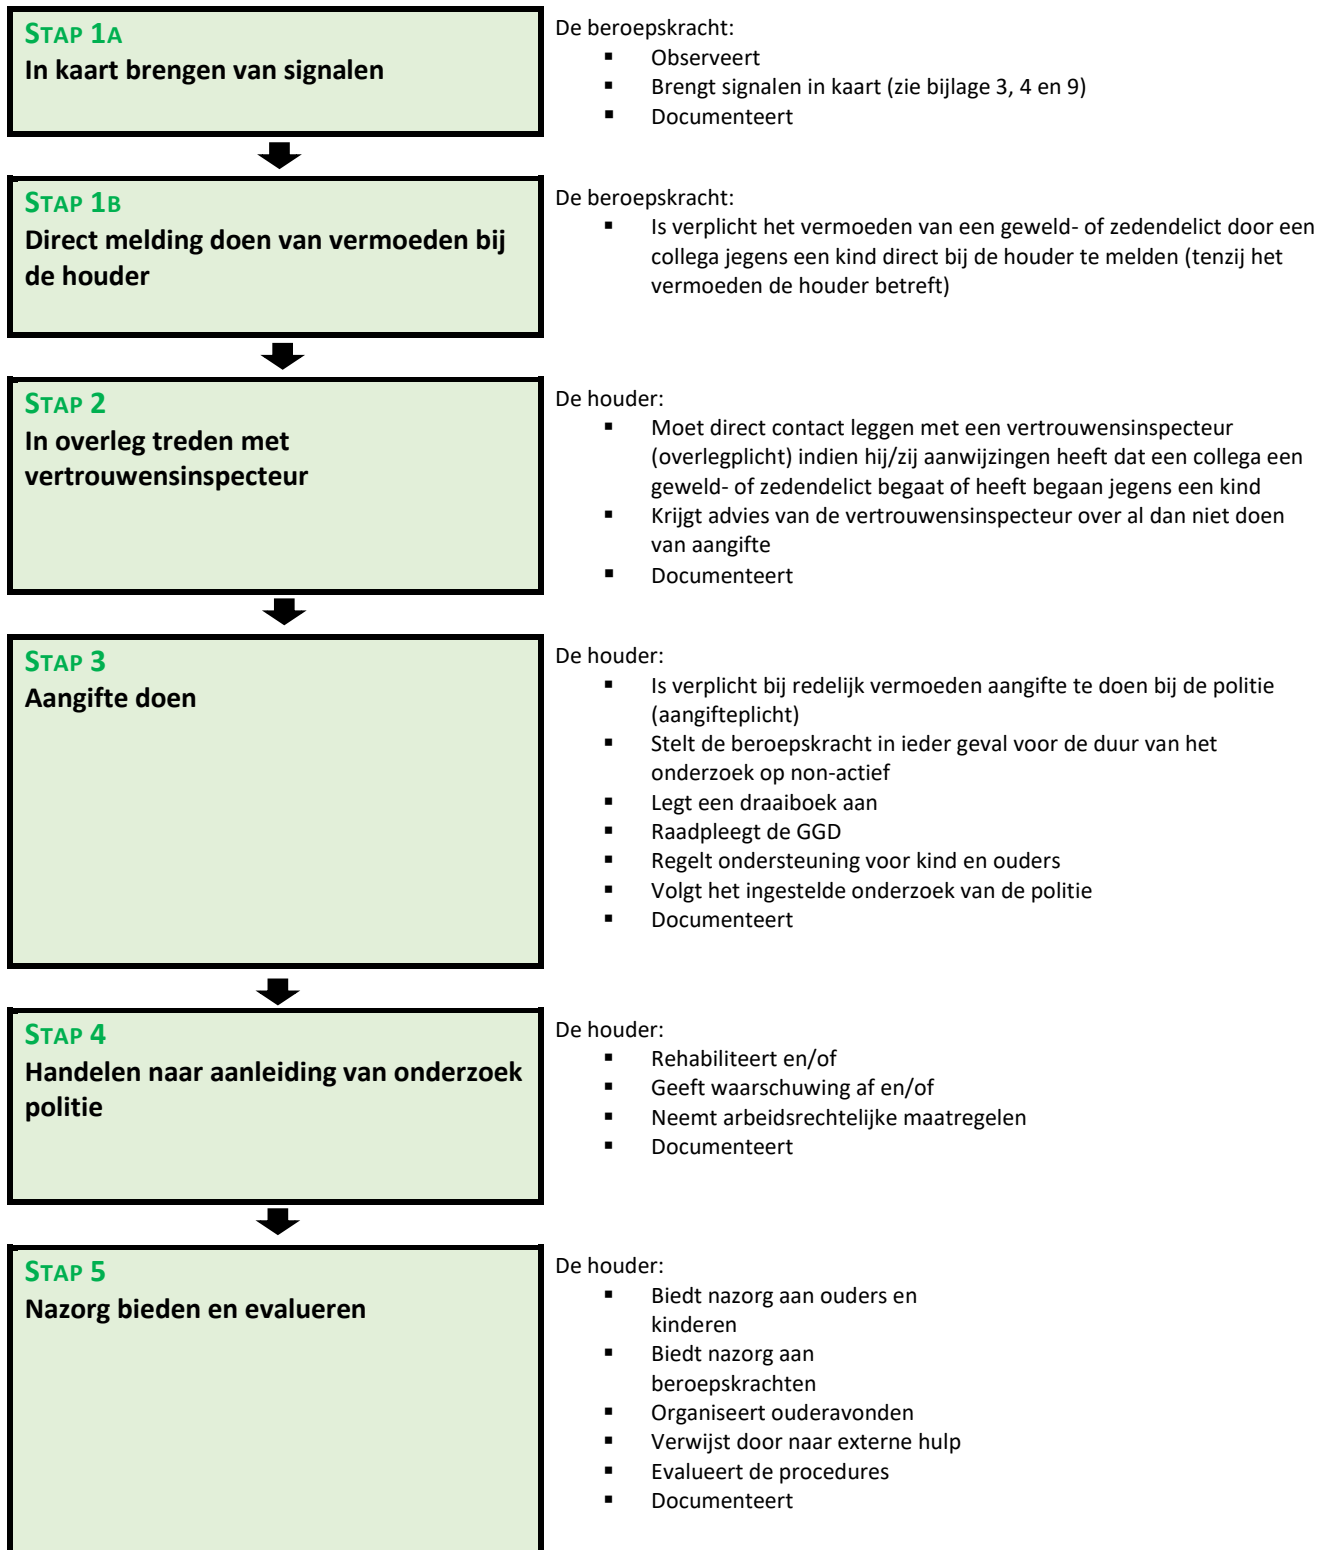 STAP 1A
In kaart brengen van signalen
De beroepskracht:
▪ Observeert
▪ Brengt signalen in kaart (zie bijlage 3, 4 en 9)
▪ Documenteert
STAP 1B
Direct melding doen van vermoeden bij
de houder
De beroepskracht:
▪ Is verplicht het vermoeden van een geweld- of zedendelict door een
collega jegens een kind direct bij de houder te melden (tenzij het
vermoeden de houder betreft)
STAP 2
In overleg treden met
vertrouwensinspecteur
De houder:
▪ Moet direct contact leggen met een vertrouwensinspecteur
(overlegplicht) indien hij/zij aanwijzingen heeft dat een collega een
geweld- of zedendelict begaat of heeft begaan jegens een kind
▪ Krijgt advies van de vertrouwensinspecteur over al dan niet doen
van aangifte
▪ Documenteert
STAP 3
Aangifte doen
De houder:
▪ Is verplicht bij redelijk vermoeden aangifte te doen bij de politie
(aangifteplicht)
▪ Stelt de beroepskracht in ieder geval voor de duur van het
onderzoek op non-actief
▪ Legt een draaiboek aan
▪ Raadpleegt de GGD
▪ Regelt ondersteuning voor kind en ouders
▪ Volgt het ingestelde onderzoek van de politie
▪ Documenteert
STAP 4
Handelen naar aanleiding van onderzoek
politie
De houder:
▪ Rehabiliteert en/of
▪ Geeft waarschuwing af en/of
▪ Neemt arbeidsrechtelijke maatregelen
▪ Documenteert
STAP 5
Nazorg bieden en evalueren
De houder:
▪ Biedt nazorg aan ouders en
kinderen
▪ Biedt nazorg aan
beroepskrachten
▪ Organiseert ouderavonden
▪ Verwijst door naar externe hulp
▪ Evalueert de procedures
▪ Documenteert